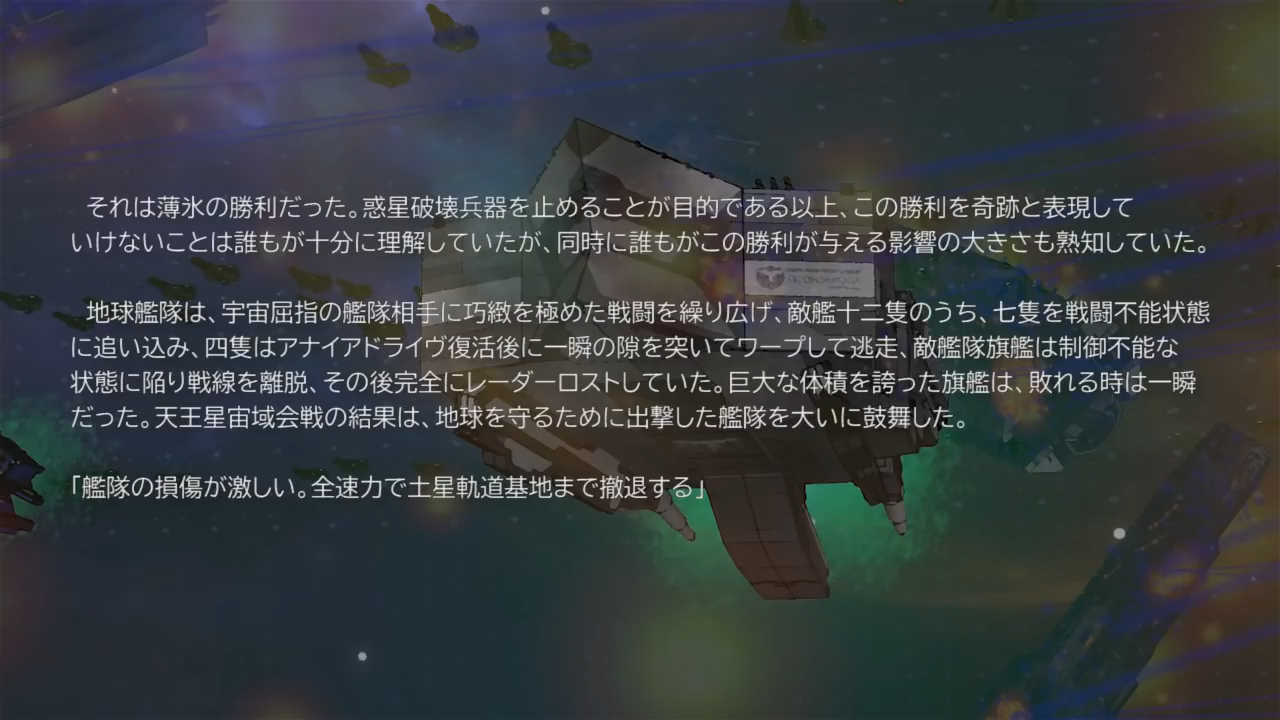 それは薄氷の勝利だった。惑星破壊兵器を止めることが目的である以上、この勝利を奇跡と表現して
いけないことは誰もが十分に理解していたが、同時に誰もがこの勝利が与える影響の大きさも熟知していた。
地球艦隊は、宇宙屈指の艦隊相手に巧緻を極めた戦闘を繰り広げ、敵艦十二隻のうち、七隻を戦闘不能状態
に追い込み、四隻はアナイアドライヴ復活後に一瞬の隙を突いてワープして逃走、敵艦隊旗艦は制御不能な
状態に陥り戦線を離脱、その後完全にレーダーロストしていた。巨大な体積を誇った旗艦は、敗れる時は一瞬
だった。天王星宙域会戦の結果は、地球を守るために出撃した艦隊を大いに鼓舞した。
「艦隊の損傷が激しい。全速力で土星軌道基地まで撤退する」